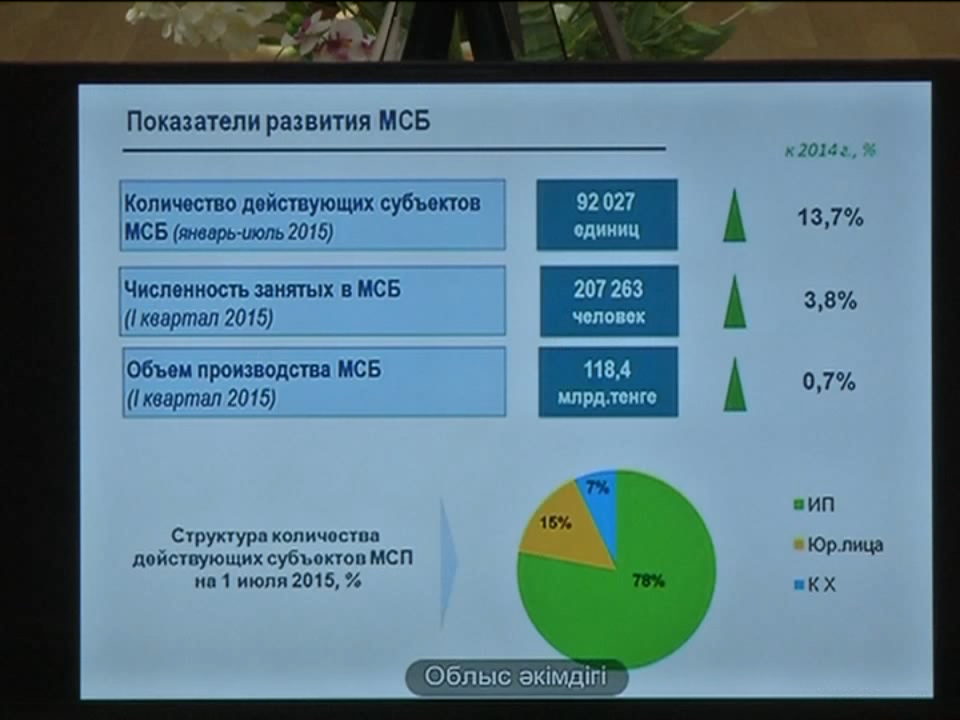 Показатели развития МСБ
к 2014 г., %
Количество действующих субъектов
МСБ (январь-июль 2015)
92 027
единиц
13,7%
Численность занятых в МСБ
(I квартал 2015)
207 263
человек
3,8%
Объем производства МСБ
(I квартал 2015)
118,4
млрд.тенге
0,7%
Структура количества
действующих субъектов МСП
на 1 июля 2015, %
7%
15%
78%
ИП
Юр.лица
К Х
Облыс әкімдігі